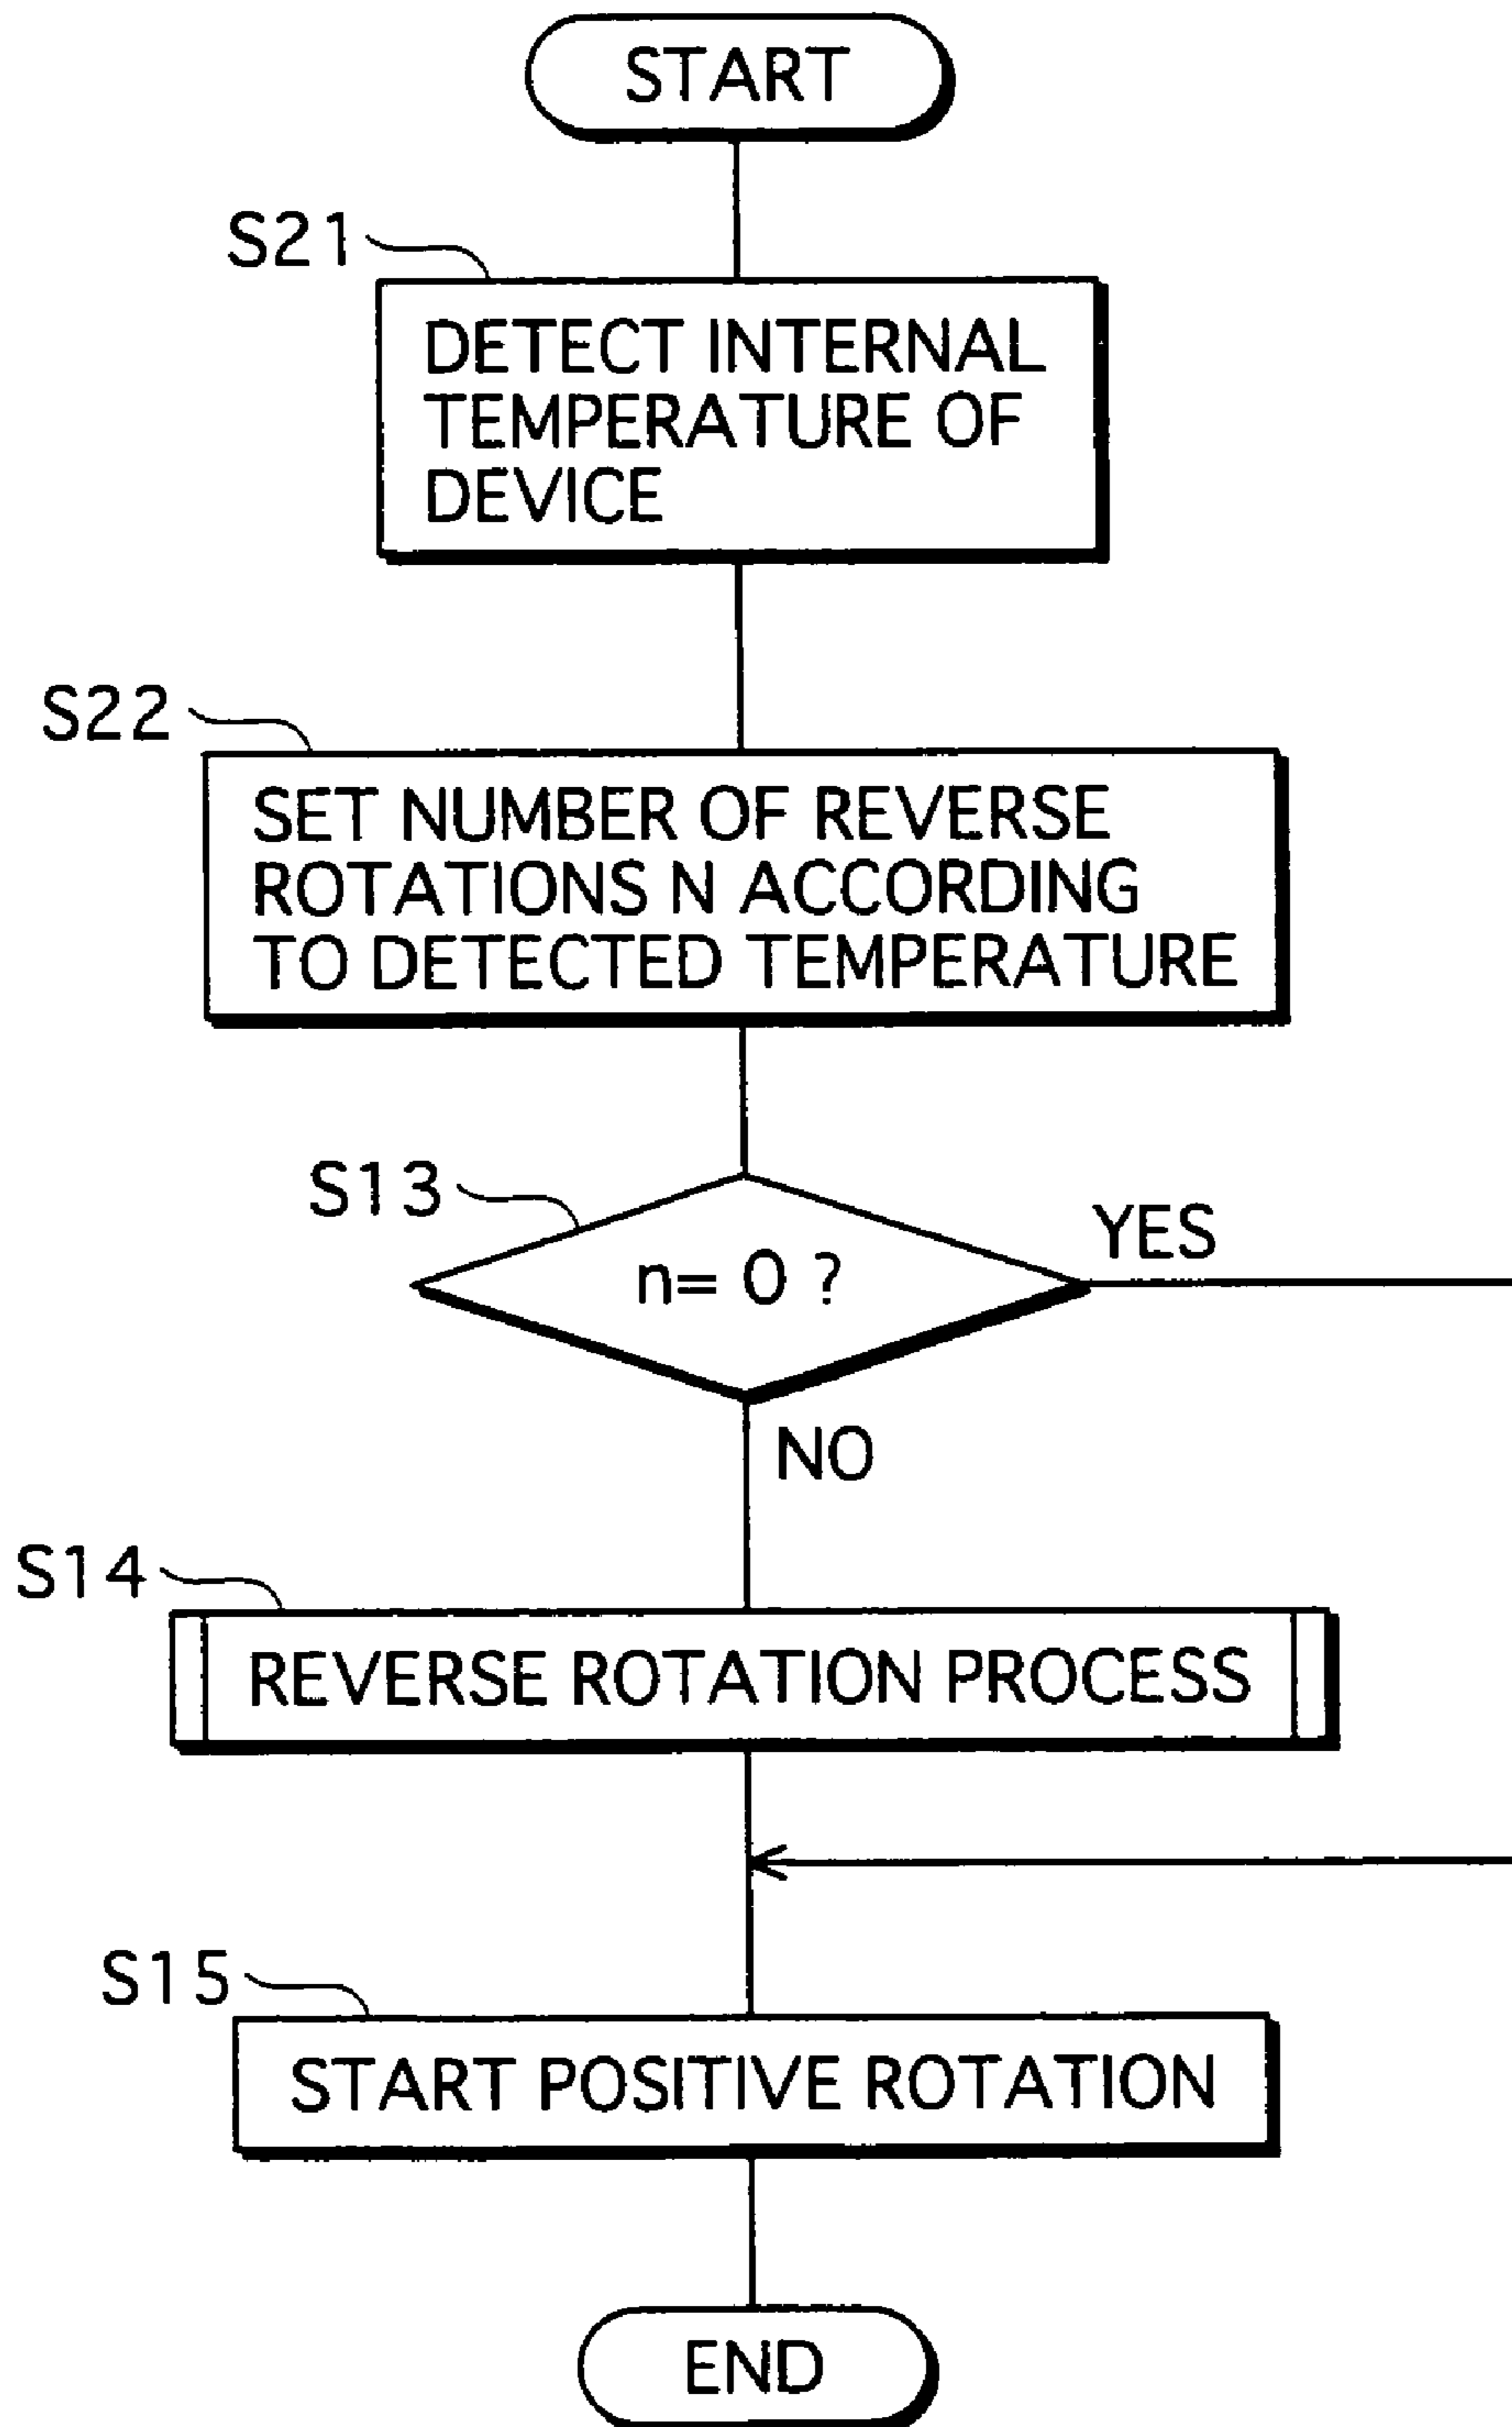 START
S21
DETECT INTERNAL
TEMPERATURE OF
DEVICE
S22
SET NUMBER OF REVERSE
ROTATIONS N ACCORDING
TO DETECTED TEMPERATURE
S13
n= 0 ?
YES
NO
S14
REVERSE ROTATION PROCESS
S15
START POSITIVE ROTATION
END